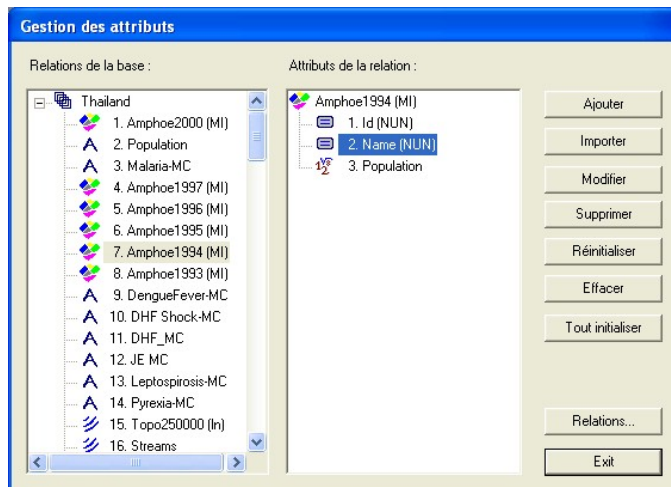 Gestion des attributs
Relations de la base :
Thailand
1. Amphoe2000 (MI)
2. Population
3. Malaria-MC
4. Amphoe1997 (MI)
5. Amphoe1996 (MI)
6. Amphoe1995 (MI)
7. Amphoe1994 (MI)
8. Amphoe1993 (MI)
9. DengueFever-MC
10. DHF Shock-MC
11. DHF_MC
12. JE MC
13. Leptospirosis-MC
14. Pyrexia-MC
15. Topo250000 (ln)
16. Streams
Attributs de la relation :
Amphoe1994 (MI)
1. Id (NUN)
2. Name (NUN)
3. Population
Ajouter
Importer
Modifier
Supprimer
Réinitialiser
Effacer
Tout initialiser
Relations...
Exit